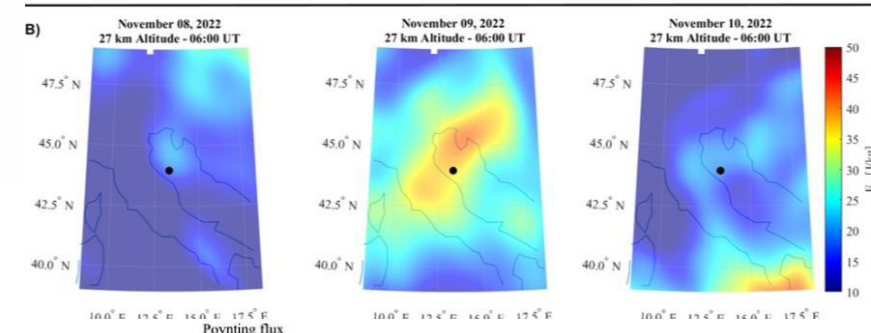 B)
November 08, 2022
27 km Altitude - 06:00 UT
November 09, 2022
27 km Altitude - 06:00 UT
November 10, 2022
27 km Altitude - 06:00 UT
47.5° N
45.0° N
42.5° N
40.0° N
47.5° N
45.0° N
42.5° N
40.0° N
47.5° N
45.0° N
42.5° N
40.0° N
50
45
40
35
30
25
20
15
10
[J/kg]
10.0° E 12.5° E 15.0° E 17.5° E
10.0° E 12.5° E 15.0° E 17.5° E
10.0° E 12.5° E 15.0° E 17.5° E
Poynting flux